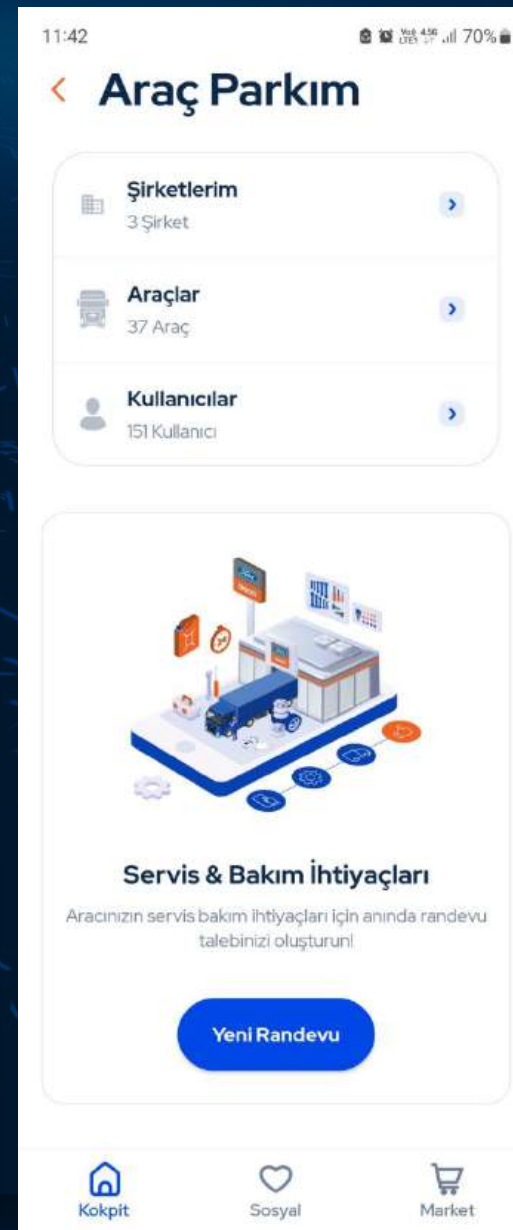 11:42
70%
Araç Parkım
Şirketlerim
3 Şirket
Araçlar
37 Araç
Kullanıcılar
151 Kullanıcı
Servis & Bakım İhtiyaçları
Aracınızın servis bakım ihtiyaçları için anında randevu
talebinizi oluşturun!
Yeni Randevu
Kokpit
Sosyal
Market